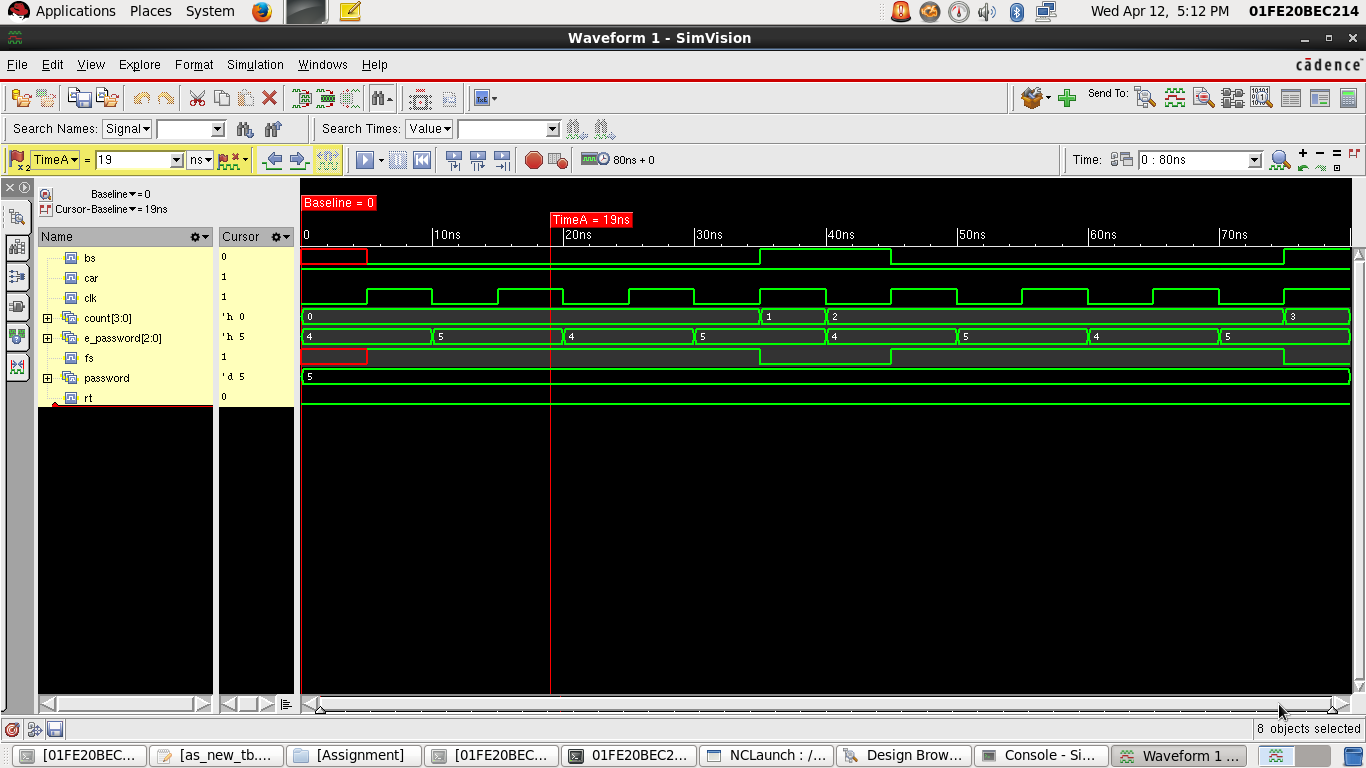 Applications Places System Wed Apr 12, 5:12 PM 01FE20BEC214
Waveform 1 - SimVision
File Edit View Explore Format Simulation Windows Help cādence
Send To:
Search Names: Signal Search Times: Value
x2 TimeA = 19 ns 80ns + 0 Time: 0 : 80ns
Baseline = 0
Cursor-Baseline = 19ns
Baseline = 0
TimeA = 19ns
Name Cursor 0 10ns 20ns 30ns 40ns 50ns 60ns 70ns
bs 0
car 1
clk 1
count[3:0] 'h 0 0 1 2 3
e_password[2:0] 'h 5 4 5 4 5 4 5 4 5
fs 1
password 'd 5 5
rt 0
8 objects selected
[01FE20BEC... [as_new_tb.... [Assignment] [01FE20BEC... 01FE20BEC2... NCLaunch : /... Design Brow... Console - Si... Waveform 1 ...